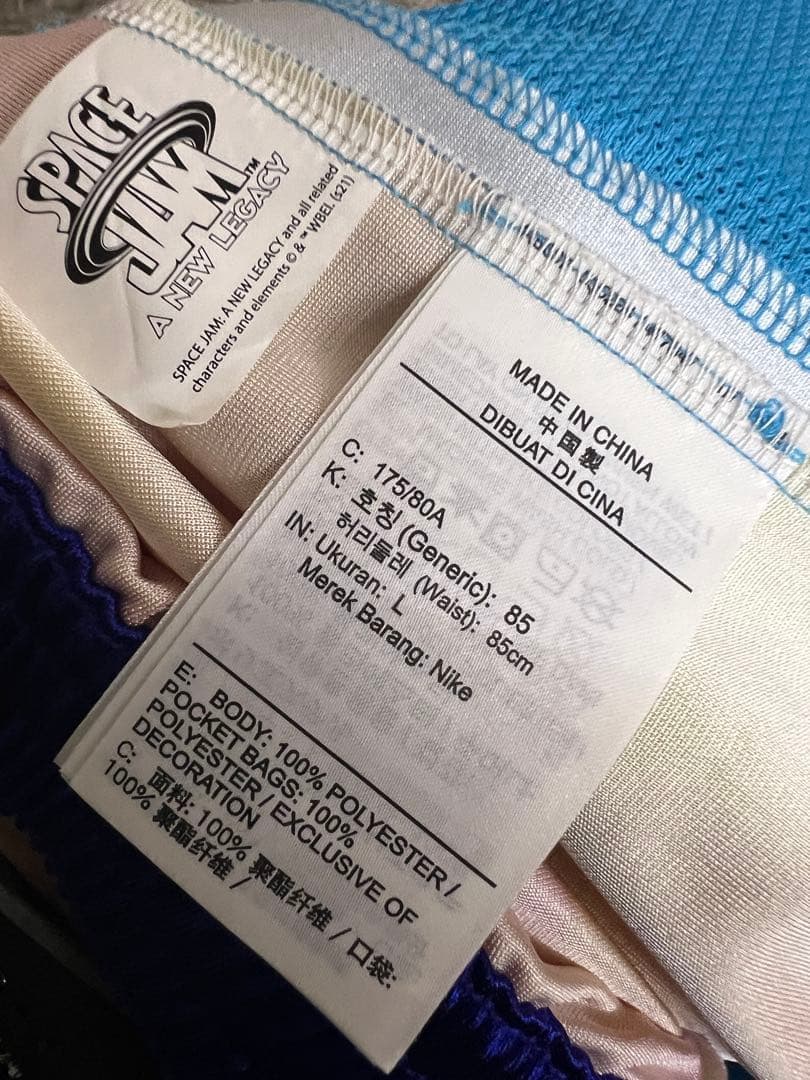 SPACE
JAM™
A NEW LEGACY
SPACE JAM: A NEW LEGACY and all related
characters and elements © & ™ WBEI. (s21)
MADE IN CHINA
中 国 製
DIBUAT DI CINA
C: 175/80A
K: 호칭 (Generic): 85
허리둘레 (Waist): 85cm
IN: Ukuran: L
Merek Barang: Nike
E: BODY: 100% POLYESTER /
POCKET BAGS: 100%
POLYESTER / EXCLUSIVE OF
DECORATION
C: 面料: 100% 聚酯纤维 / 口袋:
100% 聚酯纤维 /